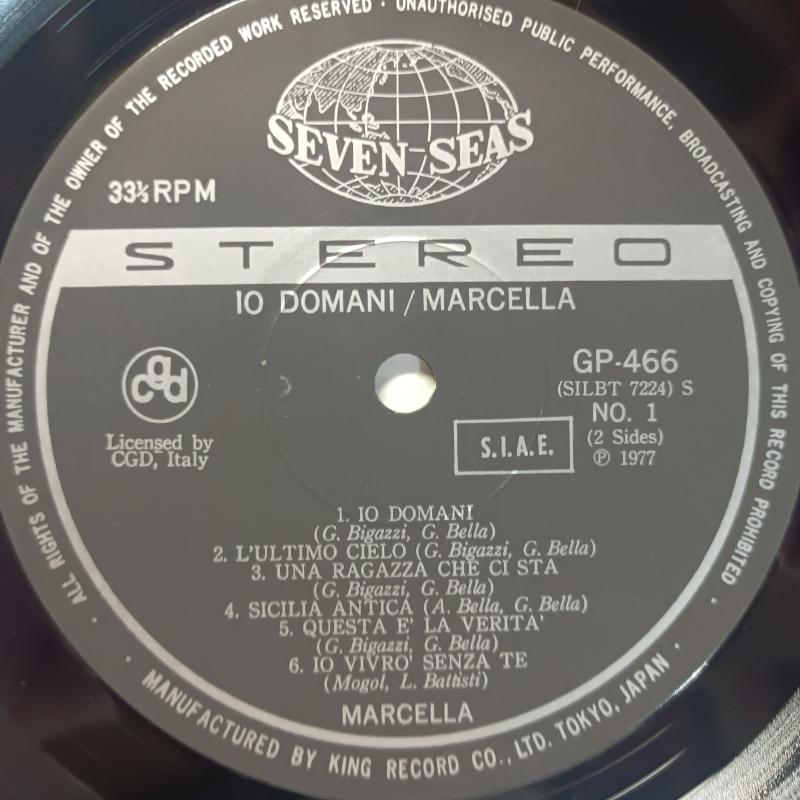 ALL RIGHTS OF THE MANUFACTURER AND OF THE OWNER OF THE RECORDED WORK RESERVED · UNAUTHORISED PUBLIC PERFORMANCE, BROADCASTING AND COPYING OF THIS RECORD PROHIBITED ·
SEVEN SEAS
33⅓ RPM
STEREO
IO DOMANI / MARCELLA
cgd
Licensed by
CGD, Italy
GP-466
(SILBT 7224) S
NO. 1
(2 Sides)
℗ 1977
S.I.A.E.
1. IO DOMANI
(G. Bigazzi, G. Bella)
2. L'ULTIMO CIELO (G. Bigazzi, G. Bella)
3. UNA RAGAZZA CHE CI STA
(G. Bigazzi, G. Bella)
4. SICILIA ANTICA (A. Bella, G. Bella)
5. QUESTA E' LA VERITA'
(G. Bigazzi, G. Bella)
6. IO VIVRO' SENZA TE
(Mogol, L. Battisti)
MARCELLA
· MANUFACTURED BY KING RECORD CO., LTD. TOKYO, JAPAN ·